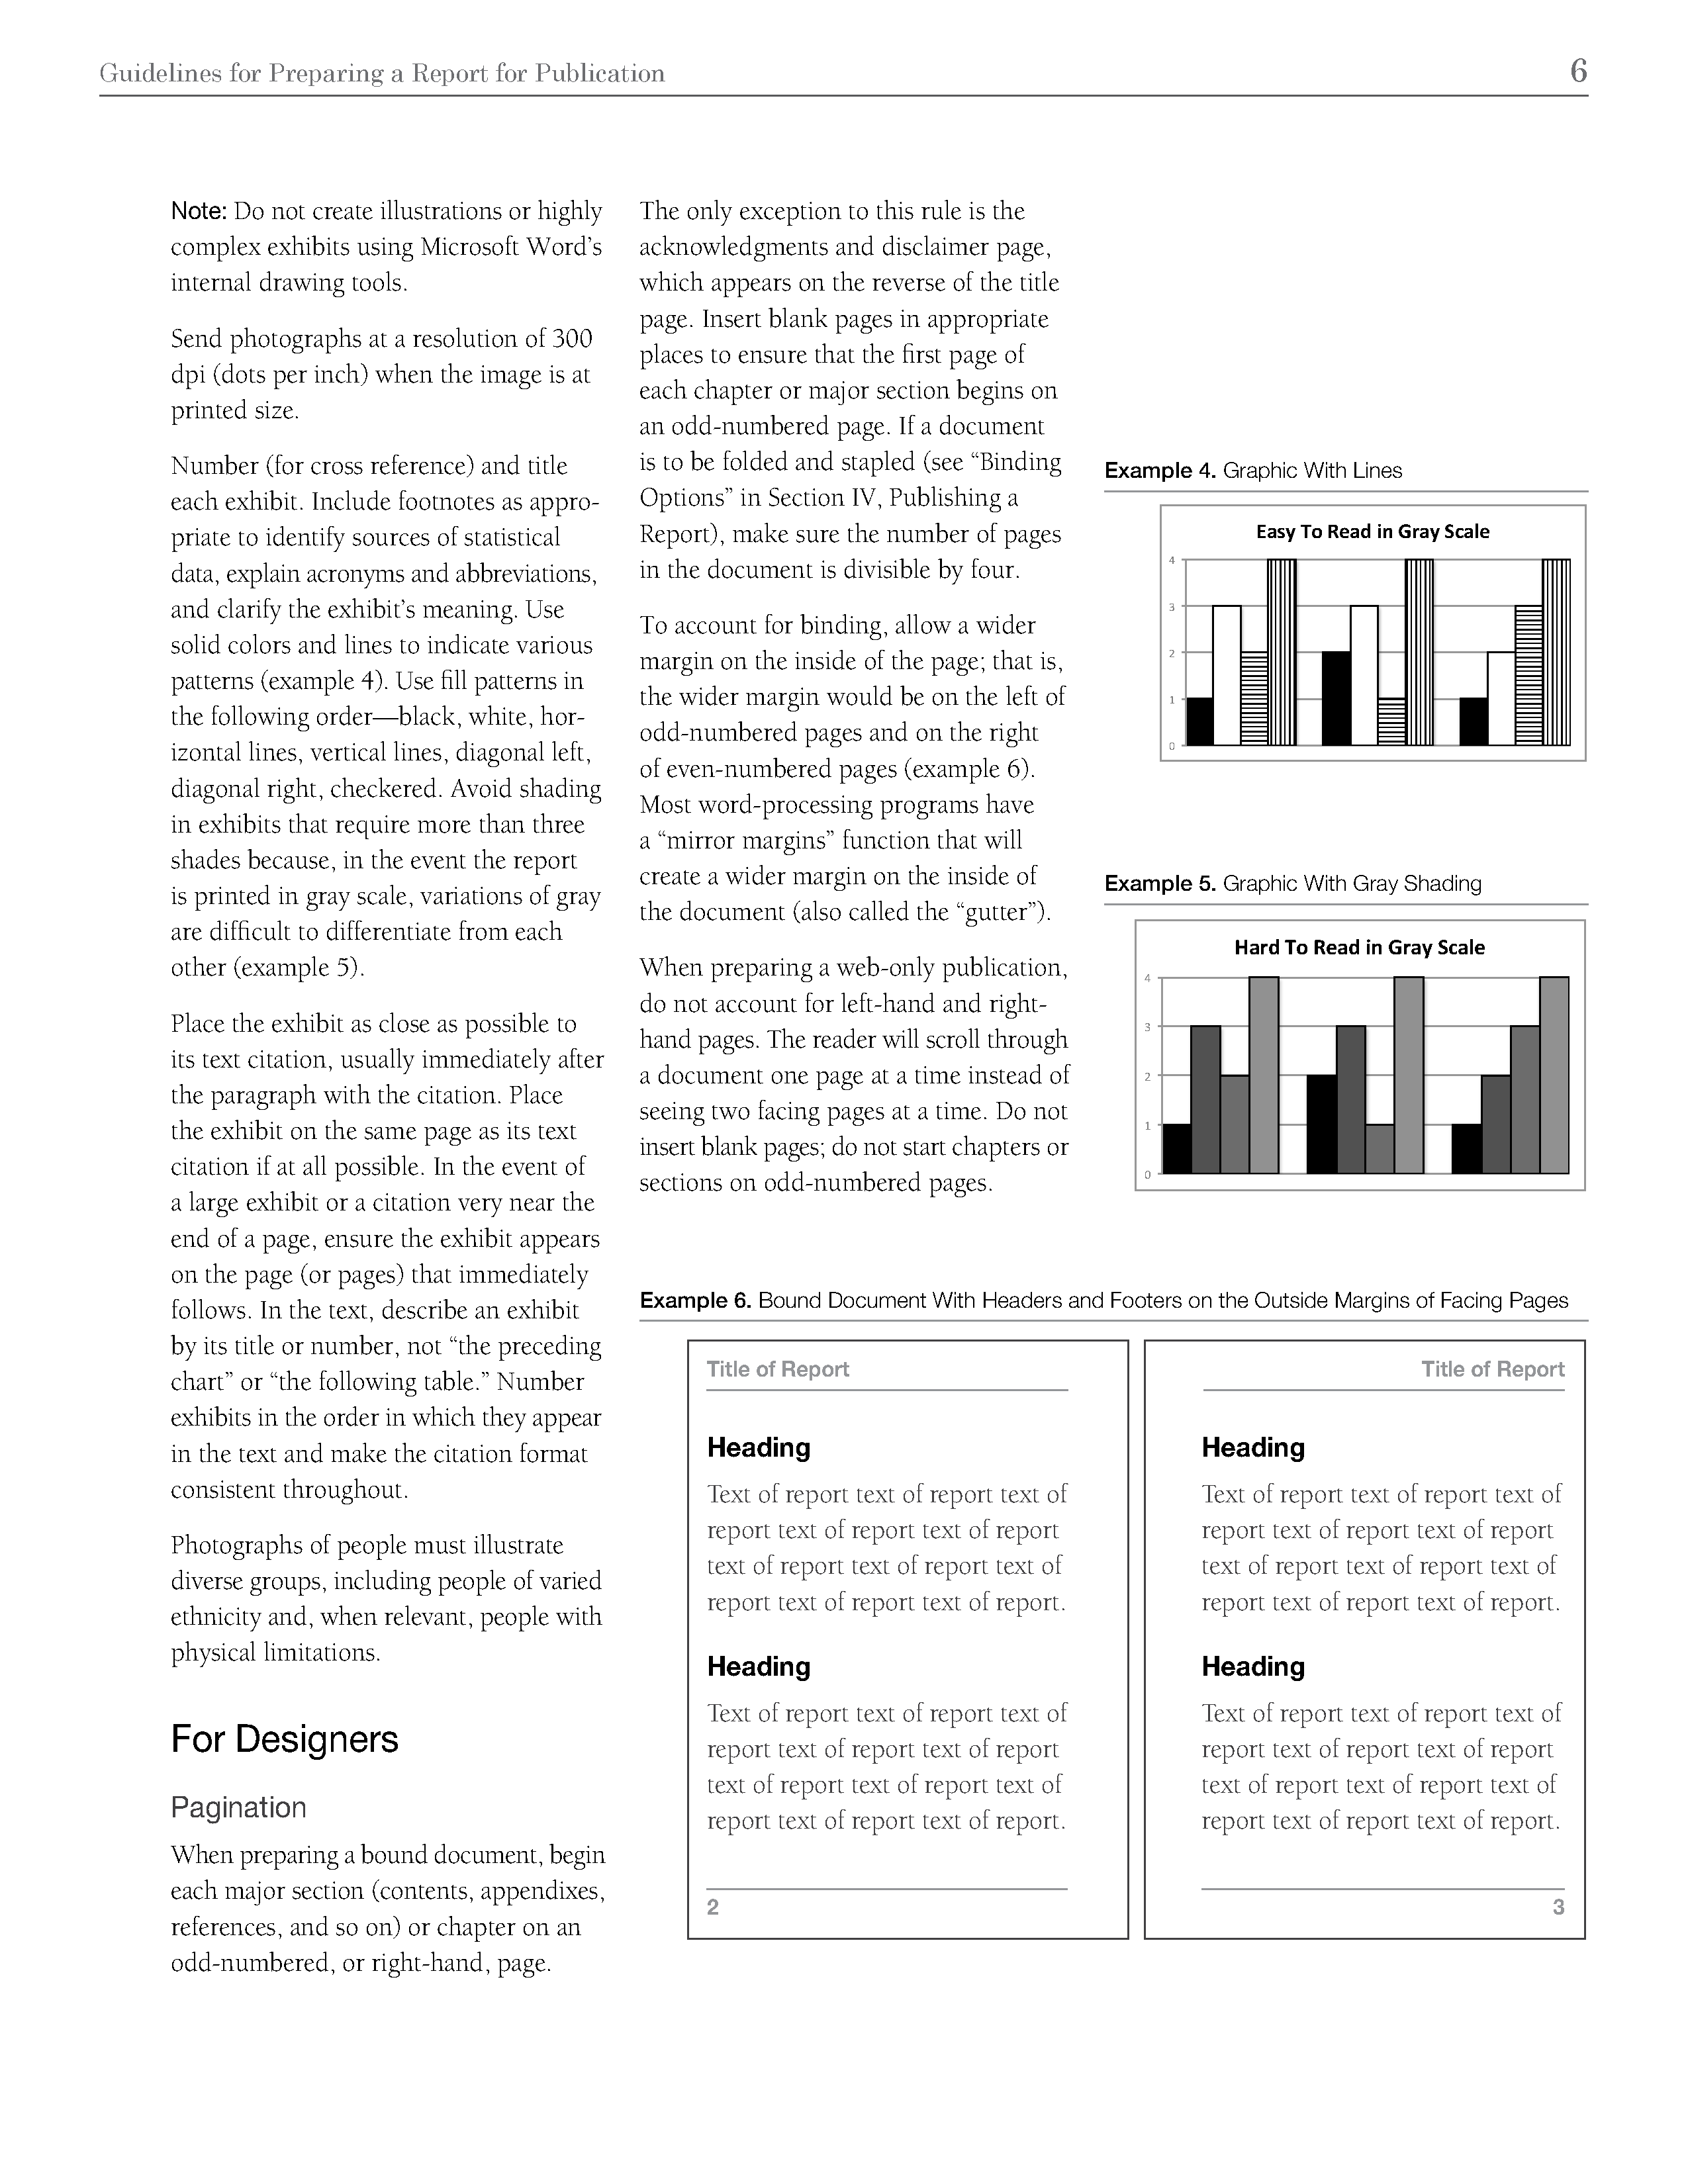 Guidelines for Preparing a Report for Publication
6
Note: Do not create illustrations or highly
complex exhibits using Microsoft Word’s
internal drawing tools.
Send photographs at a resolution of 300
dpi (dots per inch) when the image is at
printed size.
Number (for cross reference) and title
each exhibit. Include footnotes as appro-
priate to identify sources of statistical
data, explain acronyms and abbreviations,
and clarify the exhibit’s meaning. Use
solid colors and lines to indicate various
patterns (example 4). Use fill patterns in
the following order—black, white, hor-
izontal lines, vertical lines, diagonal left,
diagonal right, checkered. Avoid shading
in exhibits that require more than three
shades because, in the event the report
is printed in gray scale, variations of gray
are difficult to differentiate from each
other (example 5).
Place the exhibit as close as possible to
its text citation, usually immediately after
the paragraph with the citation. Place
the exhibit on the same page as its text
citation if at all possible. In the event of
a large exhibit or a citation very near the
end of a page, ensure the exhibit appears
on the page (or pages) that immediately
follows. In the text, describe an exhibit
by its title or number, not “the preceding
chart” or “the following table.” Number
exhibits in the order in which they appear
in the text and make the citation format
consistent throughout.
Photographs of people must illustrate
diverse groups, including people of varied
ethnicity and, when relevant, people with
physical limitations.
For Designers
Pagination
When preparing a bound document, begin
each major section (contents, appendixes,
references, and so on) or chapter on an
odd-numbered, or right-hand, page.
The only exception to this rule is the
acknowledgments and disclaimer page,
which appears on the reverse of the title
page. Insert blank pages in appropriate
places to ensure that the first page of
each chapter or major section begins on
an odd-numbered page. If a document
is to be folded and stapled (see “Binding
Options” in Section IV, Publishing a
Report), make sure the number of pages
in the document is divisible by four.
To account for binding, allow a wider
margin on the inside of the page; that is,
the wider margin would be on the left of
odd-numbered pages and on the right
of even-numbered pages (example 6).
Most word-processing programs have
a “mirror margins” function that will
create a wider margin on the inside of
the document (also called the “gutter”).
When preparing a web-only publication,
do not account for left-hand and right-
hand pages. The reader will scroll through
a document one page at a time instead of
seeing two facing pages at a time. Do not
insert blank pages; do not start chapters or
sections on odd-numbered pages.
Example 4. Graphic With Lines
Easy To Read in Gray Scale
4
3
2
1
0
Example 5. Graphic With Gray Shading
Hard To Read in Gray Scale
4
3
2
1
0
Example 6. Bound Document With Headers and Footers on the Outside Margins of Facing Pages
Title of Report
Heading
Text of report text of report text of
report text of report text of report
text of report text of report text of
report text of report text of report.
Heading
Text of report text of report text of
report text of report text of report
text of report text of report text of
report text of report text of report.
2
Title of Report
Heading
Text of report text of report text of
report text of report text of report
text of report text of report text of
report text of report text of report.
Heading
Text of report text of report text of
report text of report text of report
text of report text of report text of
report text of report text of report.
3